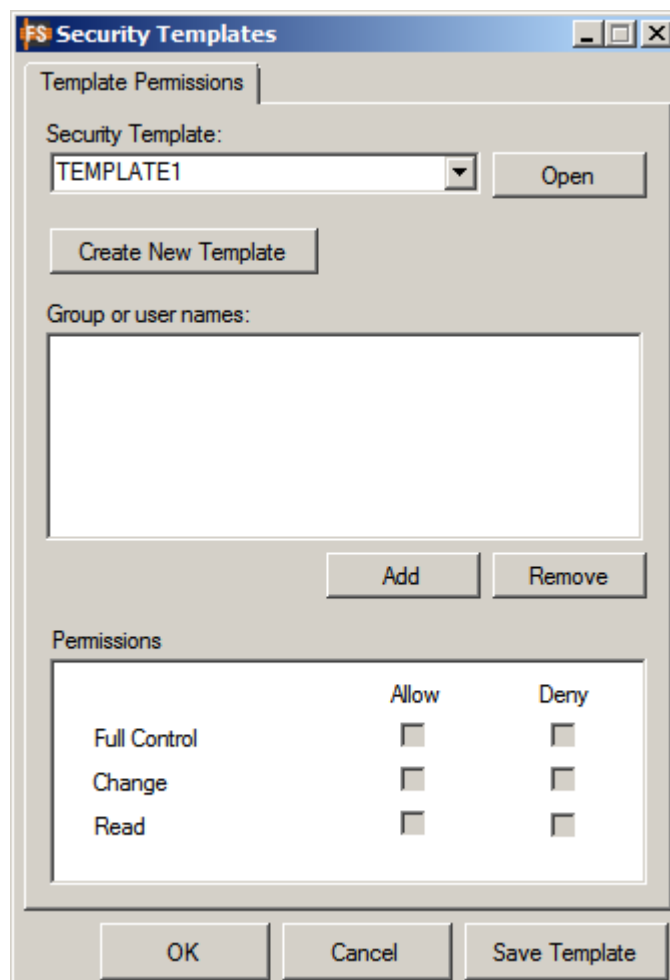 FS Security Templates
Template Permissions
Security Template:
TEMPLATE1 Open
Create New Template
Group or user names:
Add Remove
Permissions
Allow Deny
Full Control
Change
Read
OK Cancel Save Template